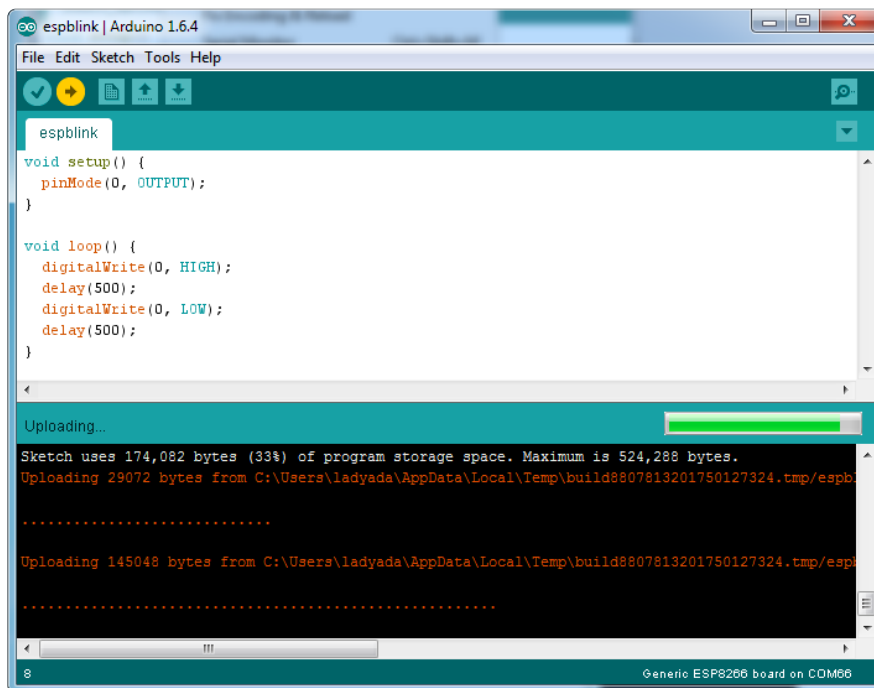 espblink | Arduino 1.6.4
File Edit Sketch Tools Help
espblink
void setup() {
  pinMode(0, OUTPUT);
}
void loop() {
  digitalWrite(0, HIGH);
  delay(500);
  digitalWrite(0, LOW);
  delay(500);
}
Uploading...
Sketch uses 174,082 bytes (33%) of program storage space. Maximum is 524,288 bytes.
Uploading 29072 bytes from C:\Users\ladyada\AppData\Local\Temp\build8807813201750127324.tmp/espbl
.............................
Uploading 145048 bytes from C:\Users\ladyada\AppData\Local\Temp\build8807813201750127324.tmp/espb
.......................................................
8
Generic ESP8266 board on COM66